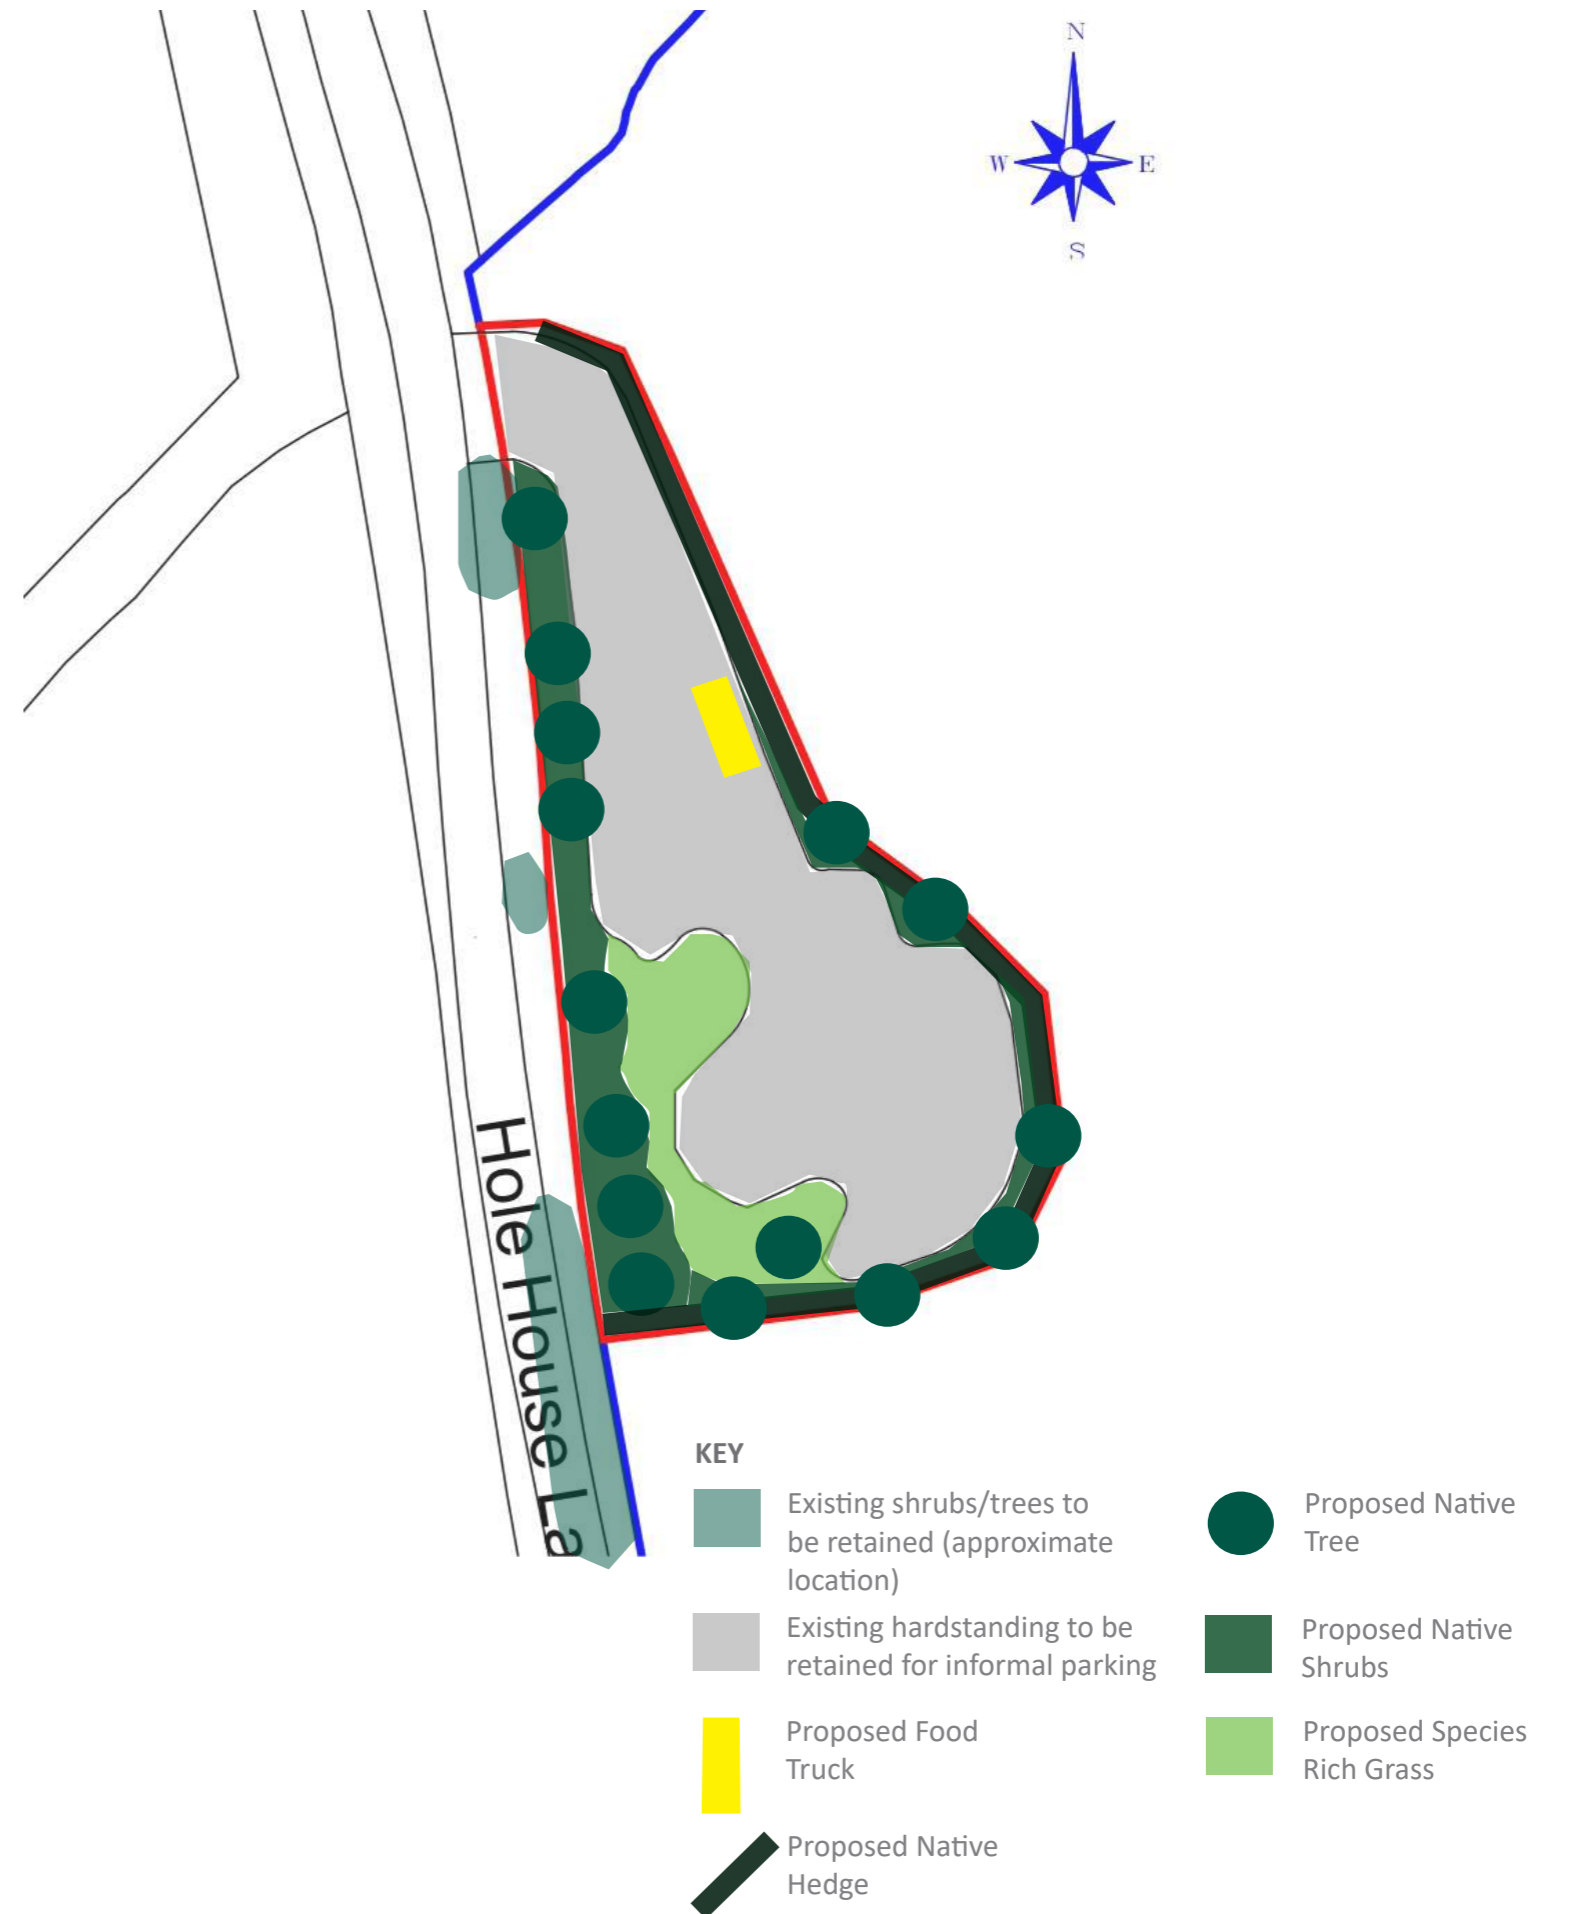 N
W
E
S
Hole House La
KEY
Existing shrubs/trees to
be retained (approximate
location)
Existing hardstanding to be
retained for informal parking
Proposed Food
Truck
Proposed Native
Hedge
Proposed Native
Tree
Proposed Native
Shrubs
Proposed Species
Rich Grass